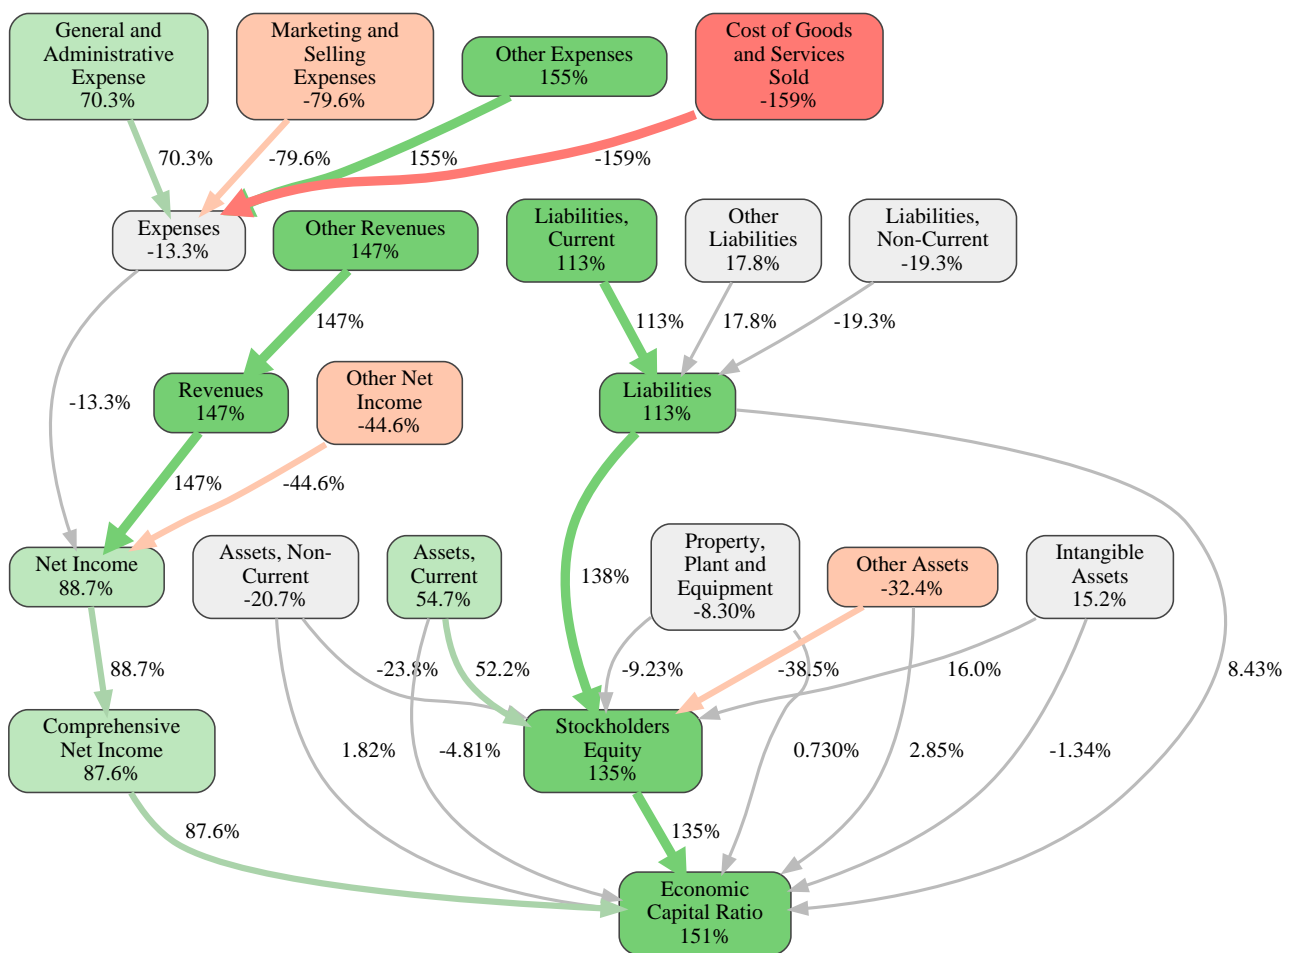 General and
Administrative
Expense
70.3%
Marketing and
Selling
Expenses
-79.6%
Other Expenses
155%
Cost of Goods
and Services
Sold
-159%
70.3%
-79.6%
155%
-159%
Expenses
-13.3%
Other Revenues
147%
Liabilities,
Current
113%
Other
Liabilities
17.8%
Liabilities,
Non-Current
-19.3%
147%
113%
17.8%
-19.3%
-13.3%
Revenues
147%
Other Net
Income
-44.6%
Liabilities
113%
147%
-44.6%
Net Income
88.7%
Assets, Non-
Current
-20.7%
Assets,
Current
54.7%
138%
Property,
Plant and
Equipment
-8.30%
Other Assets
-32.4%
Intangible
Assets
15.2%
88.7%
-23.8%
52.2%
-9.23%
-38.5%
16.0%
8.43%
Comprehensive
Net Income
87.6%
1.82%
-4.81%
Stockholders
Equity
135%
0.730%
2.85%
-1.34%
87.6%
135%
Economic
Capital Ratio
151%